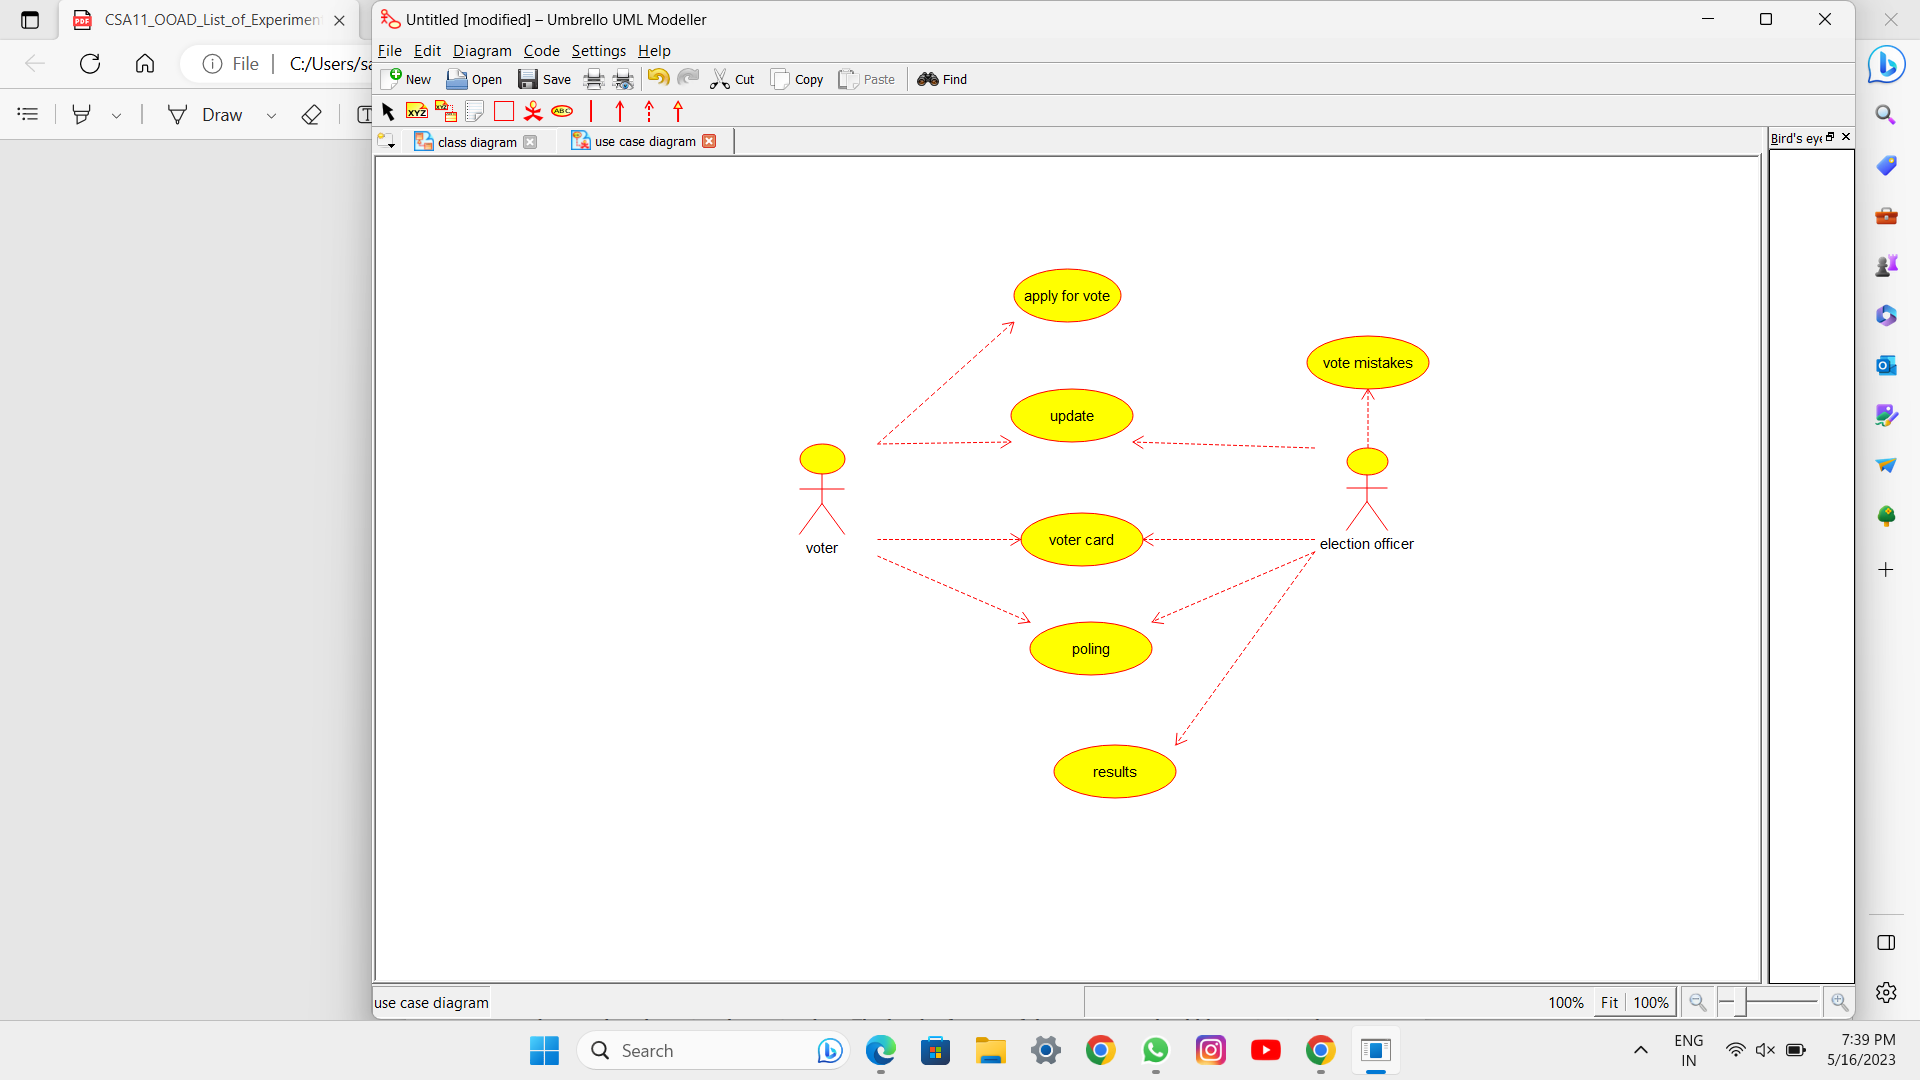 CSA11_OOAD_List_of_Experimen
Untitled [modified] – Umbrello UML Modeller
File
C:/Users/sa
File Edit Diagram Code Settings Help
New Open Save Cut Copy Paste Find
Draw
XYZ
XYZ
ABC
class diagram
use case diagram
Bird's eye
apply for vote
vote mistakes
update
voter card
voter
election officer
poling
results
use case diagram
100%
Fit
100%
Search
ENG
IN
7:39 PM
5/16/2023